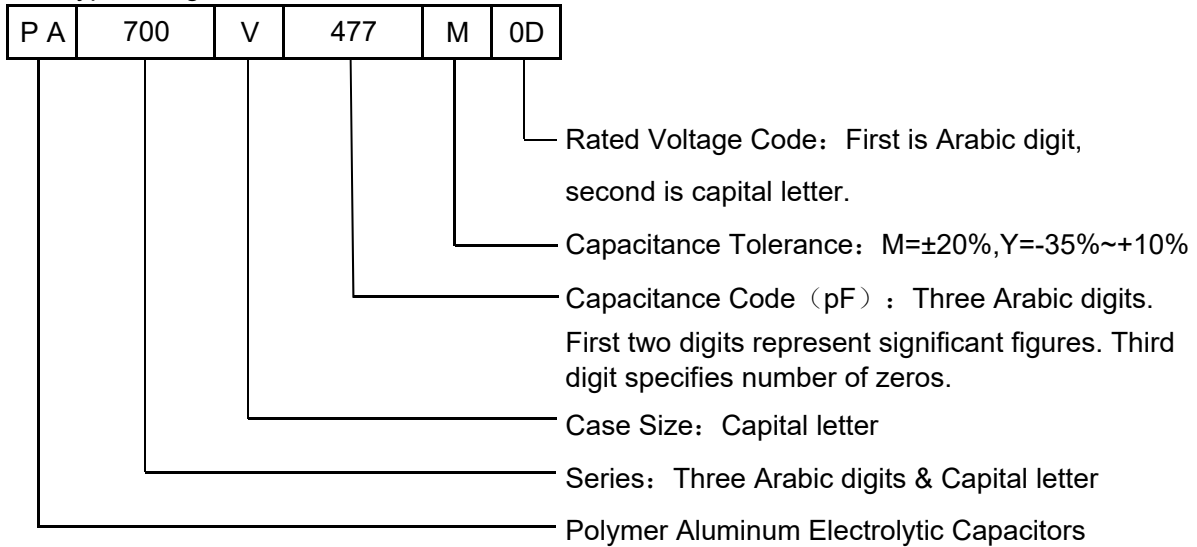 P A 700 V 477 M 0D
Rated Voltage Code：First is Arabic digit,
second is capital letter.
Capacitance Tolerance：M=±20%,Y=-35%~+10%
Capacitance Code（pF）：Three Arabic digits.
First two digits represent significant figures. Third
digit specifies number of zeros.
Case Size：Capital letter
Series：Three Arabic digits & Capital letter
Polymer Aluminum Electrolytic Capacitors